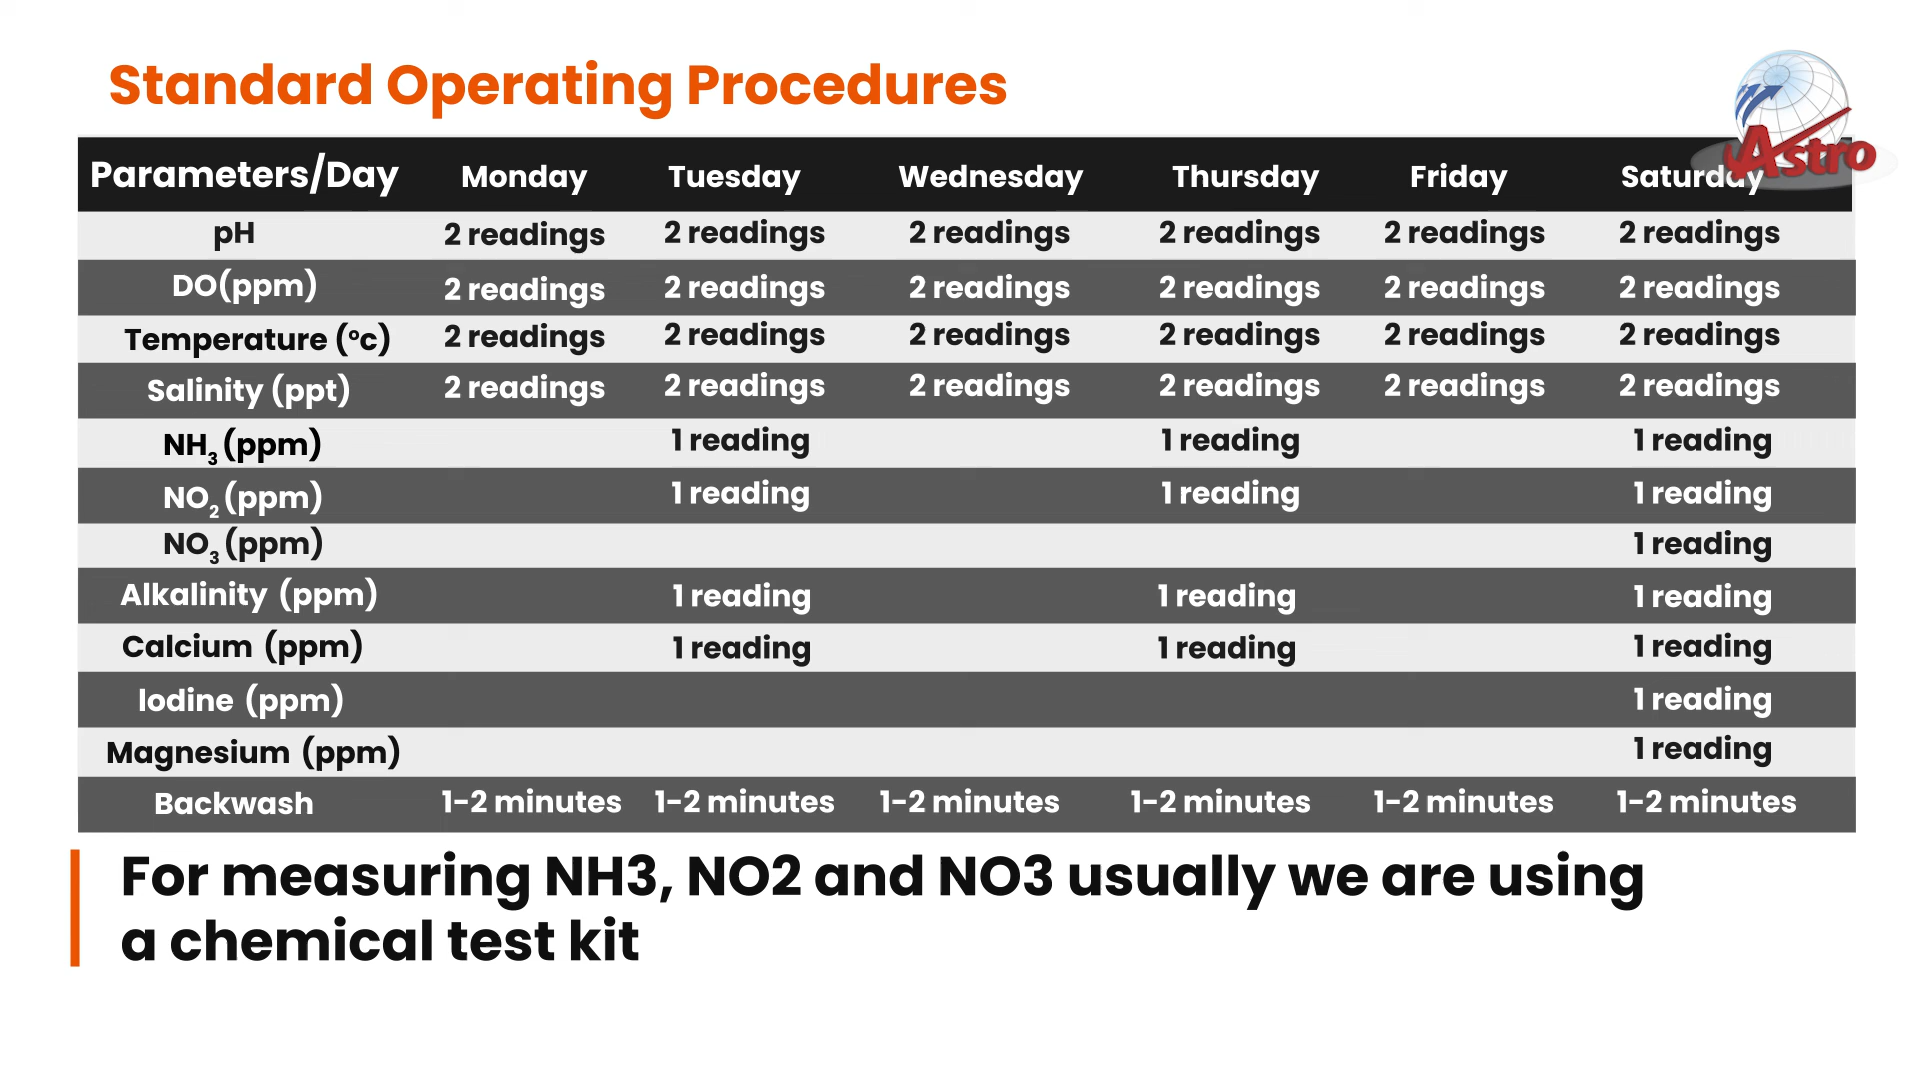 Standard Operating Procedures
Astro
Parameters/Day Monday Tuesday Wednesday Thursday Friday Saturday
pH 2 readings 2 readings 2 readings 2 readings 2 readings 2 readings
DO(ppm) 2 readings 2 readings 2 readings 2 readings 2 readings 2 readings
Temperature (°c) 2 readings 2 readings 2 readings 2 readings 2 readings 2 readings
Salinity (ppt) 2 readings 2 readings 2 readings 2 readings 2 readings 2 readings
NH₃ (ppm) 1 reading 1 reading 1 reading
NO₂ (ppm) 1 reading 1 reading 1 reading
NO₃ (ppm) 1 reading
Alkalinity (ppm) 1 reading 1 reading 1 reading
Calcium (ppm) 1 reading 1 reading 1 reading
Iodine (ppm) 1 reading
Magnesium (ppm) 1 reading
Backwash 1-2 minutes 1-2 minutes 1-2 minutes 1-2 minutes 1-2 minutes 1-2 minutes
For measuring NH3, NO2 and NO3 usually we are using
a chemical test kit